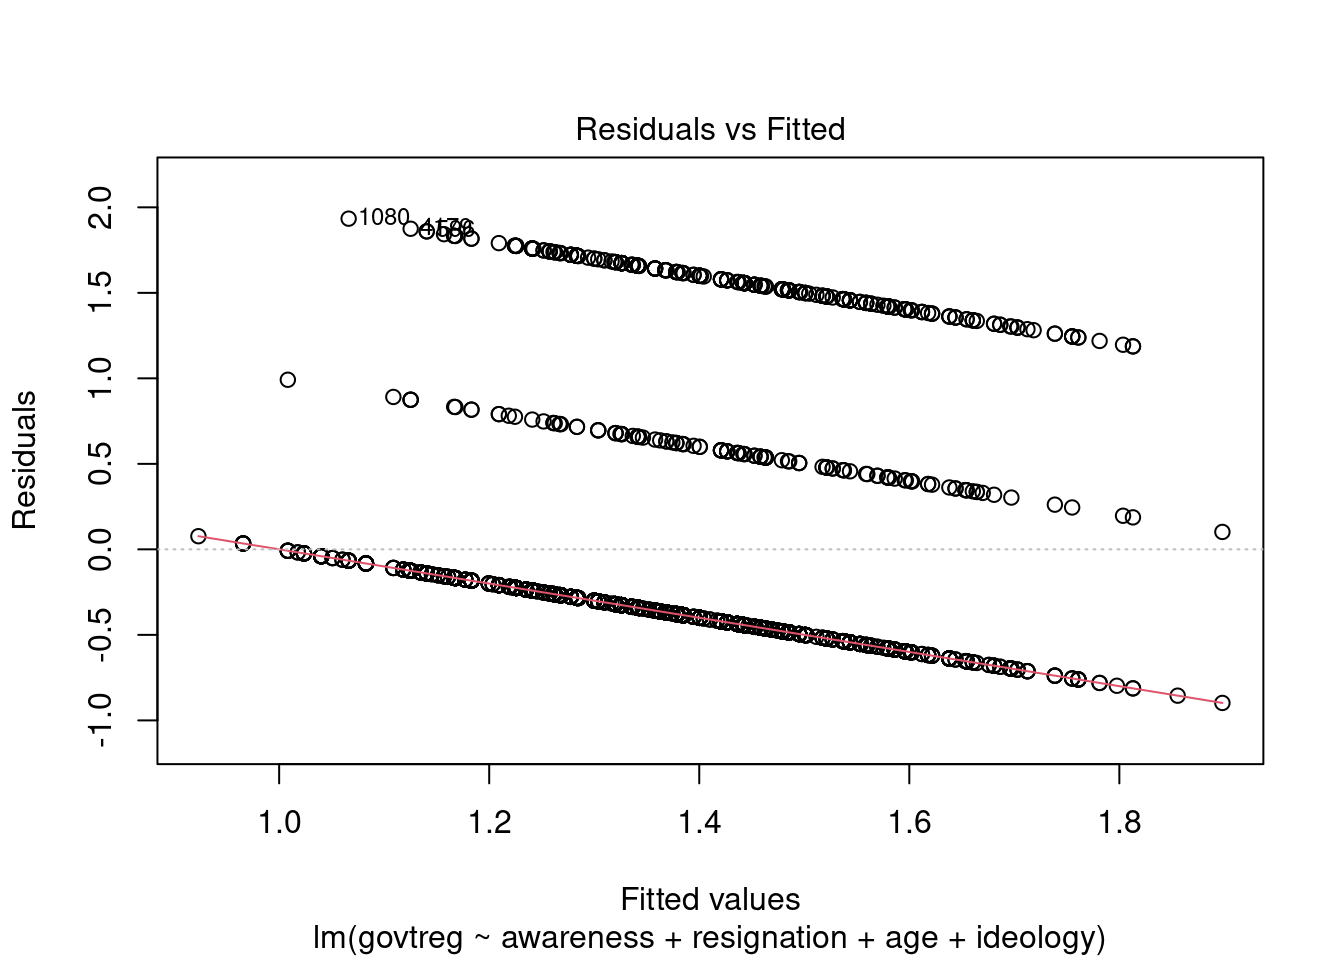 Residuals vs Fitted
Residuals
2.0
1.5
1.0
0.5
0.0
-0.5
-1.0
1080
1.0 1.2 1.4 1.6 1.8
Fitted values
lm(govtreg ~ awareness + resignation + age + ideology)